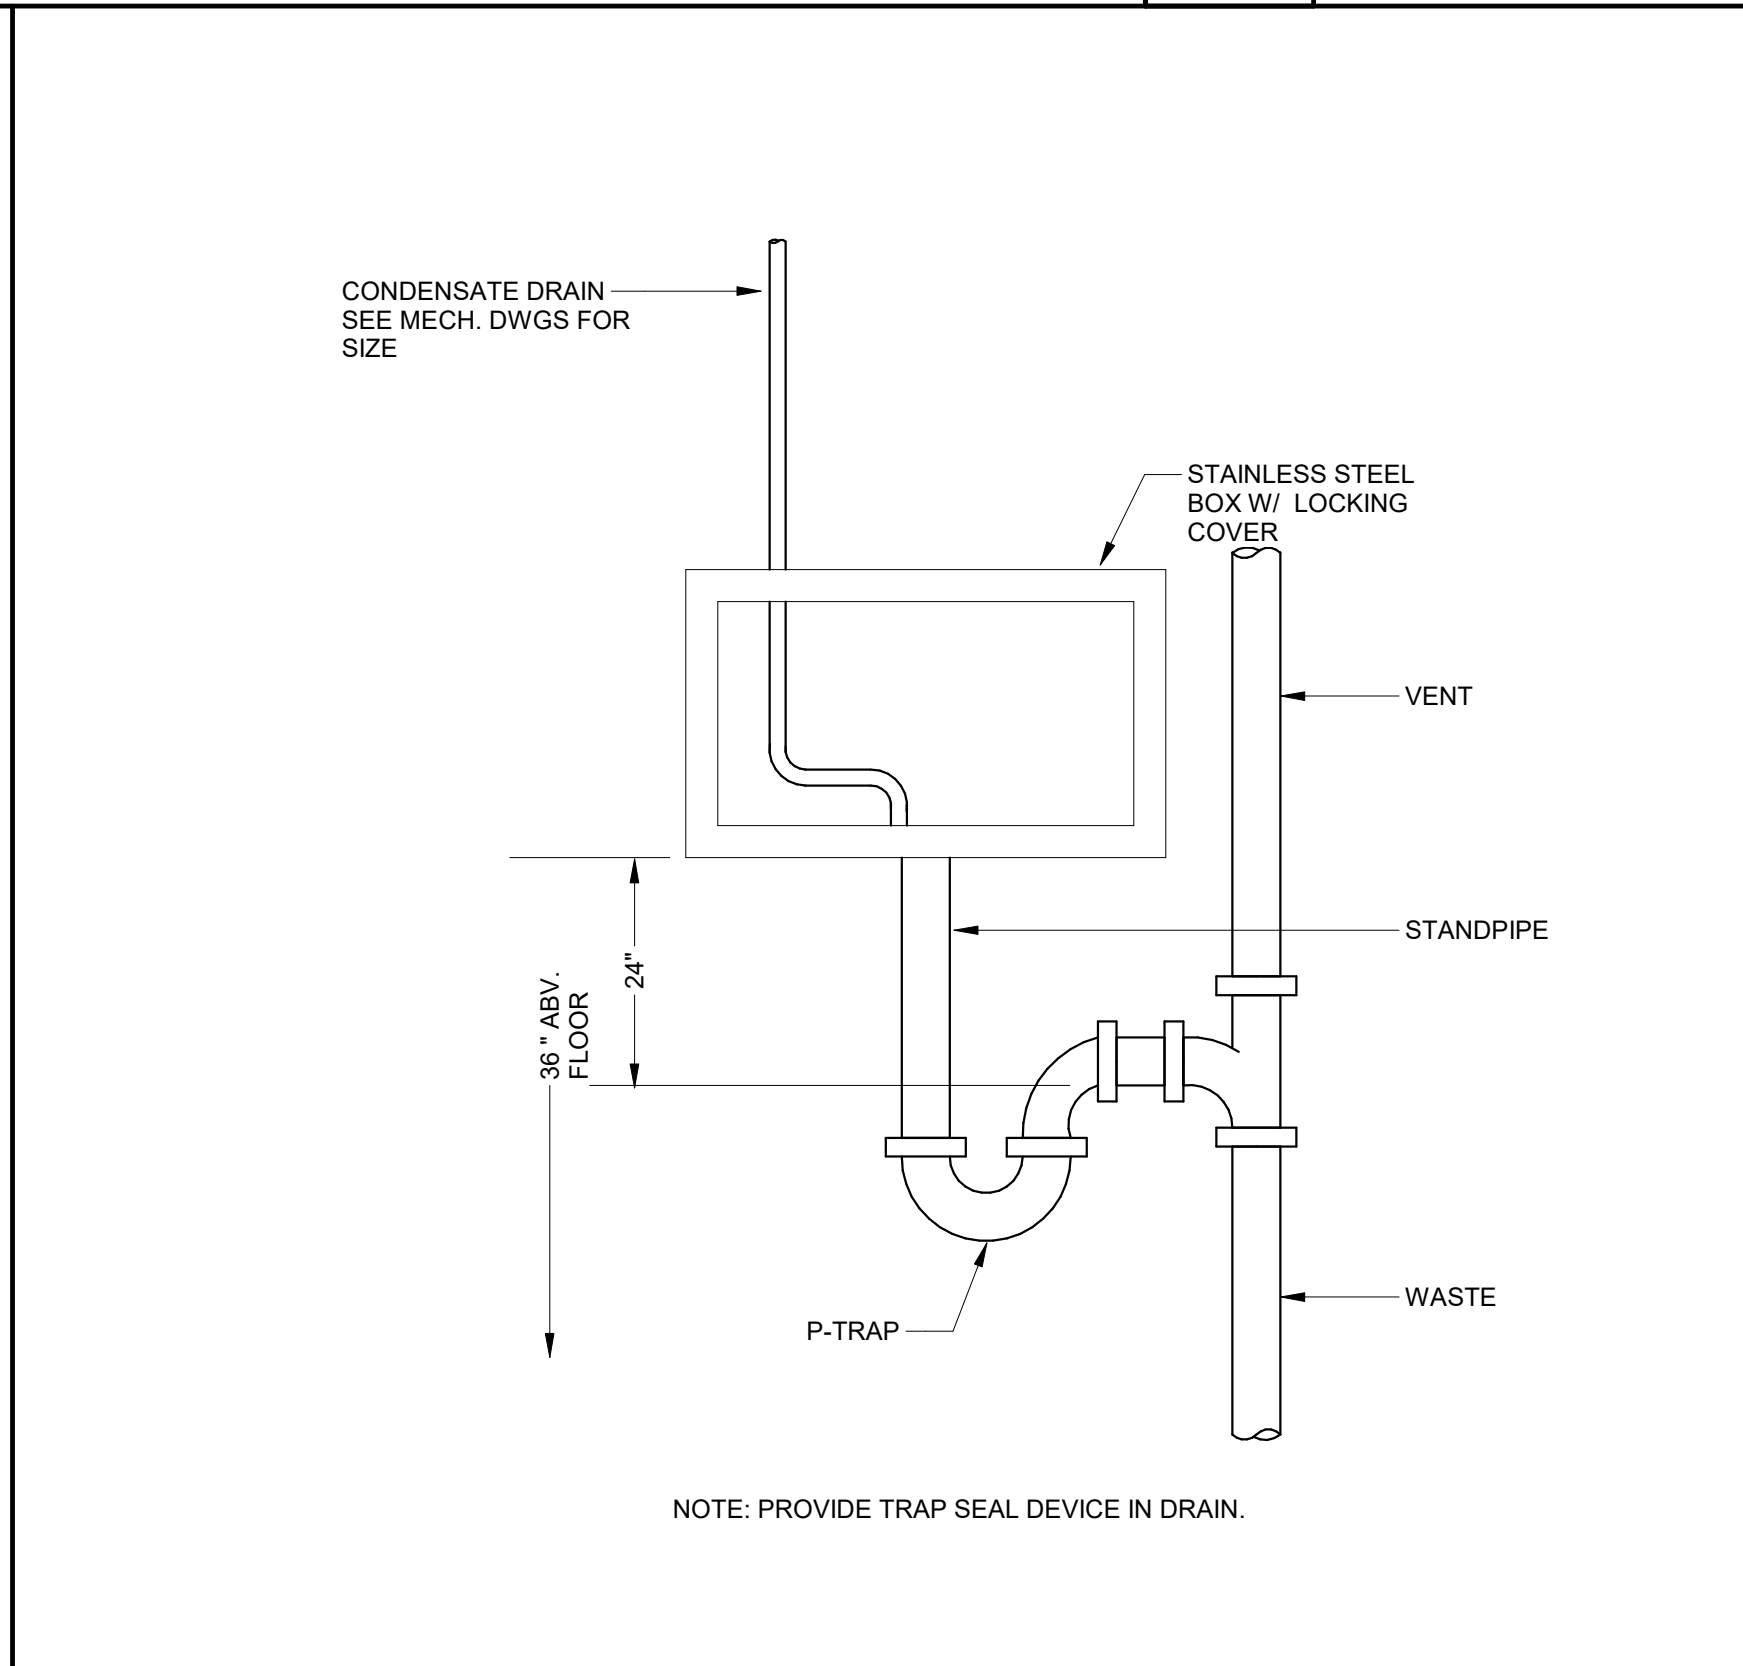 CONDENSATE DRAIN
SEE MECH. DWGS FOR
SIZE
STAINLESS STEEL
BOX W/  LOCKING
COVER
VENT
STANDPIPE
24"
36 " ABV.
FLOOR
WASTE
P-TRAP
NOTE: PROVIDE TRAP SEAL DEVICE IN DRAIN.